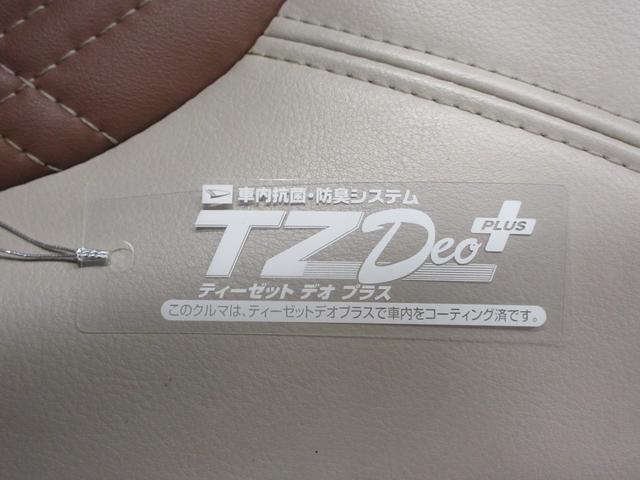 車内抗菌・防臭システム
TZDeo PLUS
ティーゼット デオ プラス
このクルマは、ティーゼットデオプラスで車内をコーティング済です。